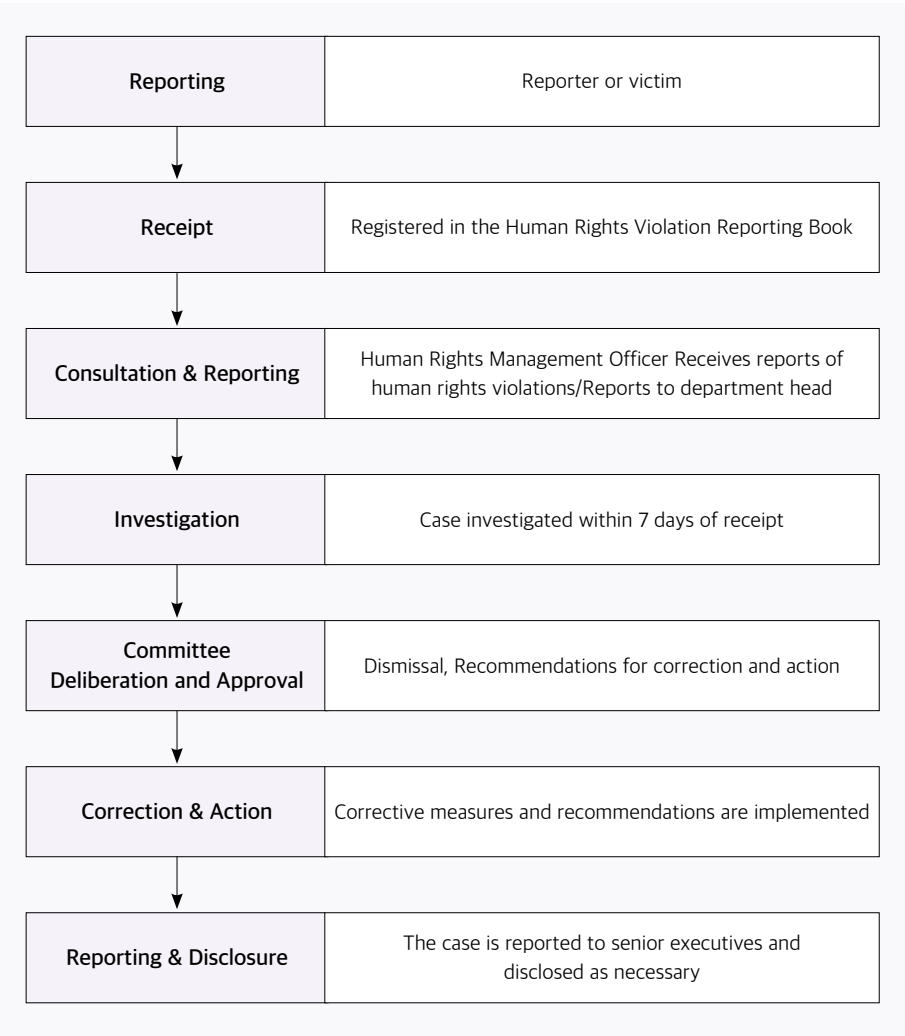 Reporting
Reporter or victim
Receipt
Registered in the Human Rights Violation Reporting Book
Consultation & Reporting
Human Rights Management Officer Receives reports of
human rights violations/Reports to department head
Investigation
Case investigated within 7 days of receipt
Committee
Deliberation and Approval
Dismissal, Recommendations for correction and action
Correction & Action
Corrective measures and recommendations are implemented
Reporting & Disclosure
The case is reported to senior executives and
disclosed as necessary